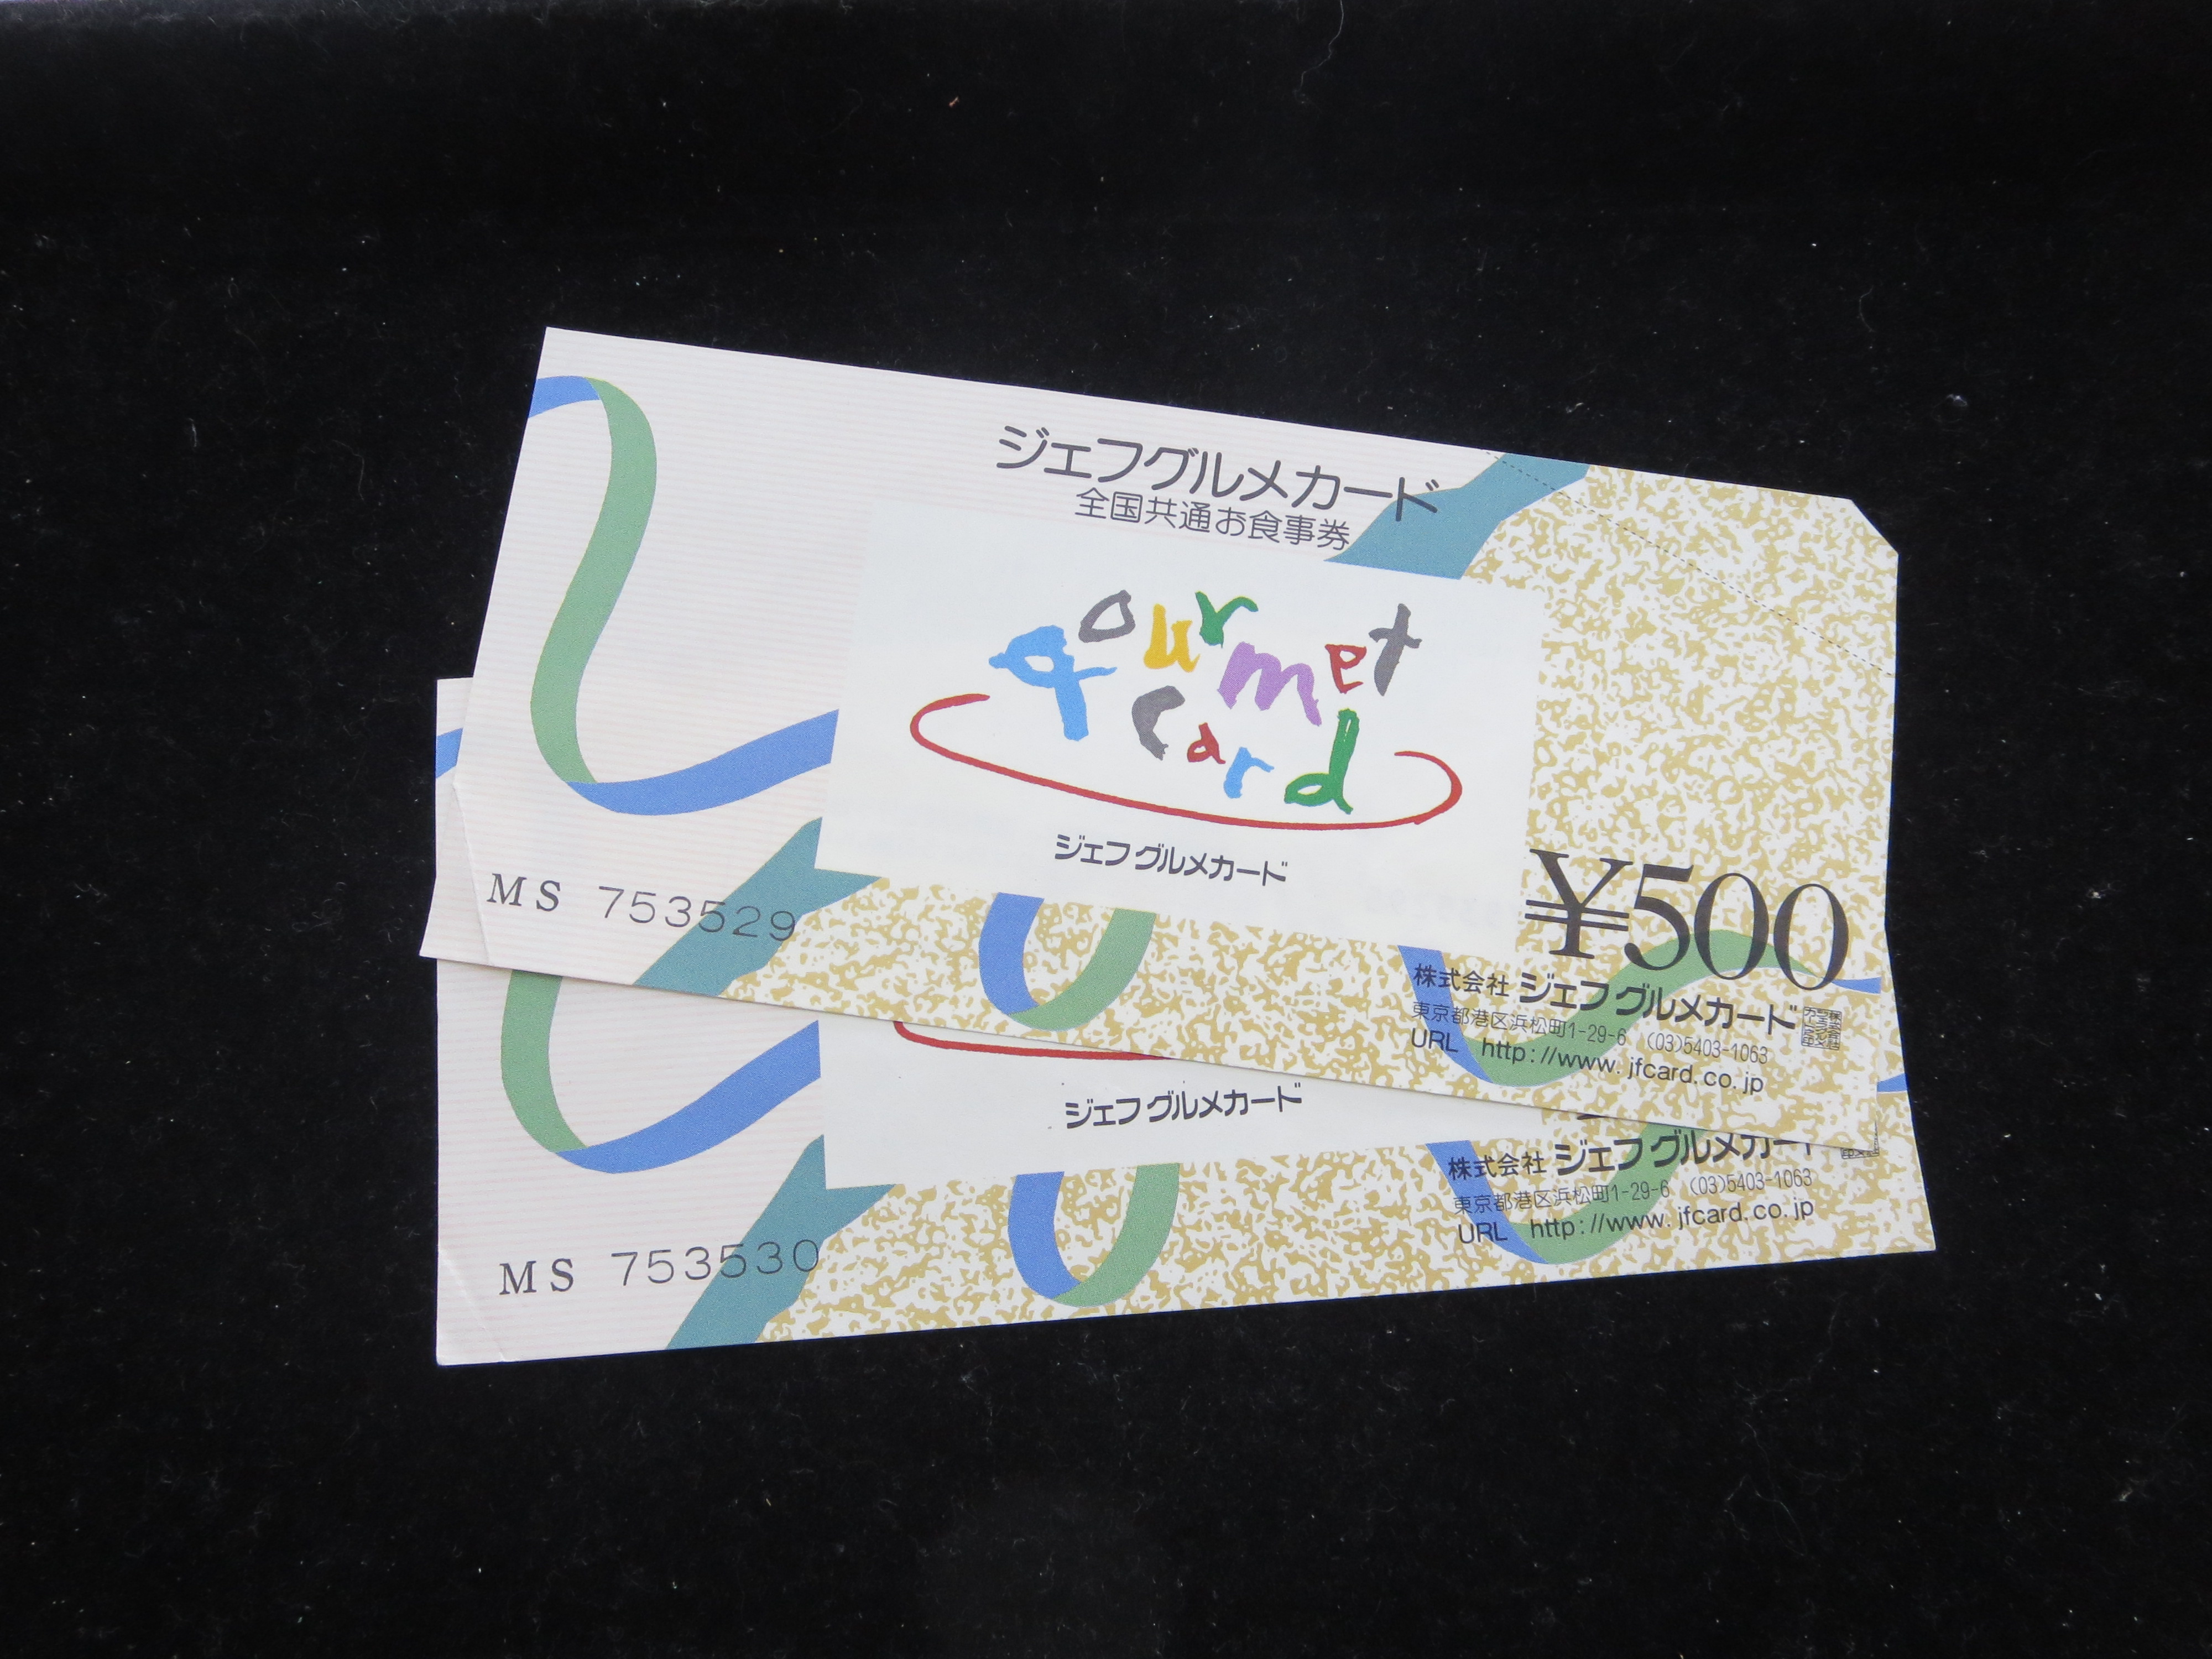 ジェフグルメカード
全国共通お食事券
gourmet
card
ジェフグルメカード
¥500
MS 753529
株式会社 ジェフグルメカード
東京都港区浜松町1-29-6 (03)5403-1063
URL http://www.jfcard.co.jp
ジェフグルメカード
MS 753530
株式会社 ジェフグルメカード
東京都港区浜松町1-29-6 (03)5403-1063
URL http://www.jfcard.co.jp